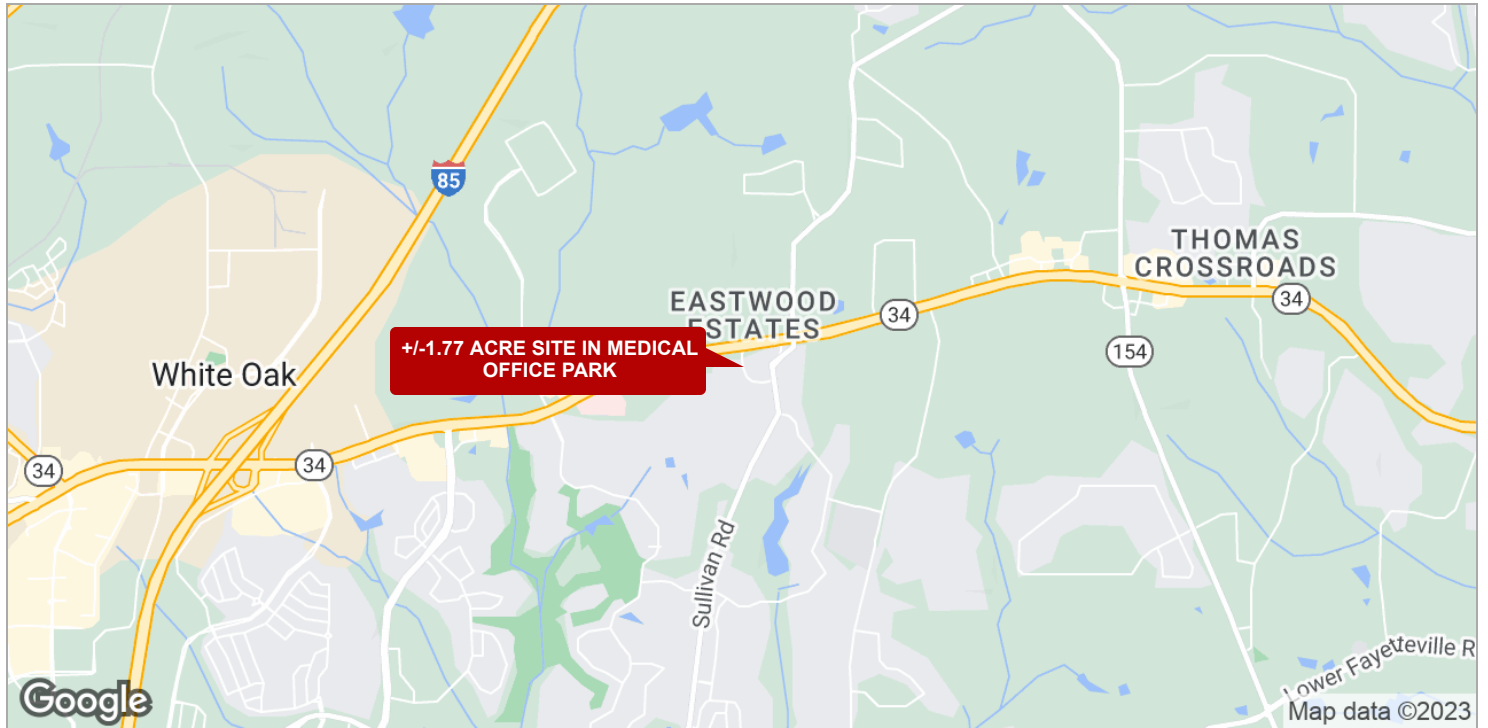 85
THOMAS
CROSSROADS
EASTWOOD
ESTATES
34
34
+/-1.77 ACRE SITE IN MEDICAL
OFFICE PARK
154
White Oak
34
34
Sullivan Rd
Lower Fayetteville R
Google
Map data ©2023